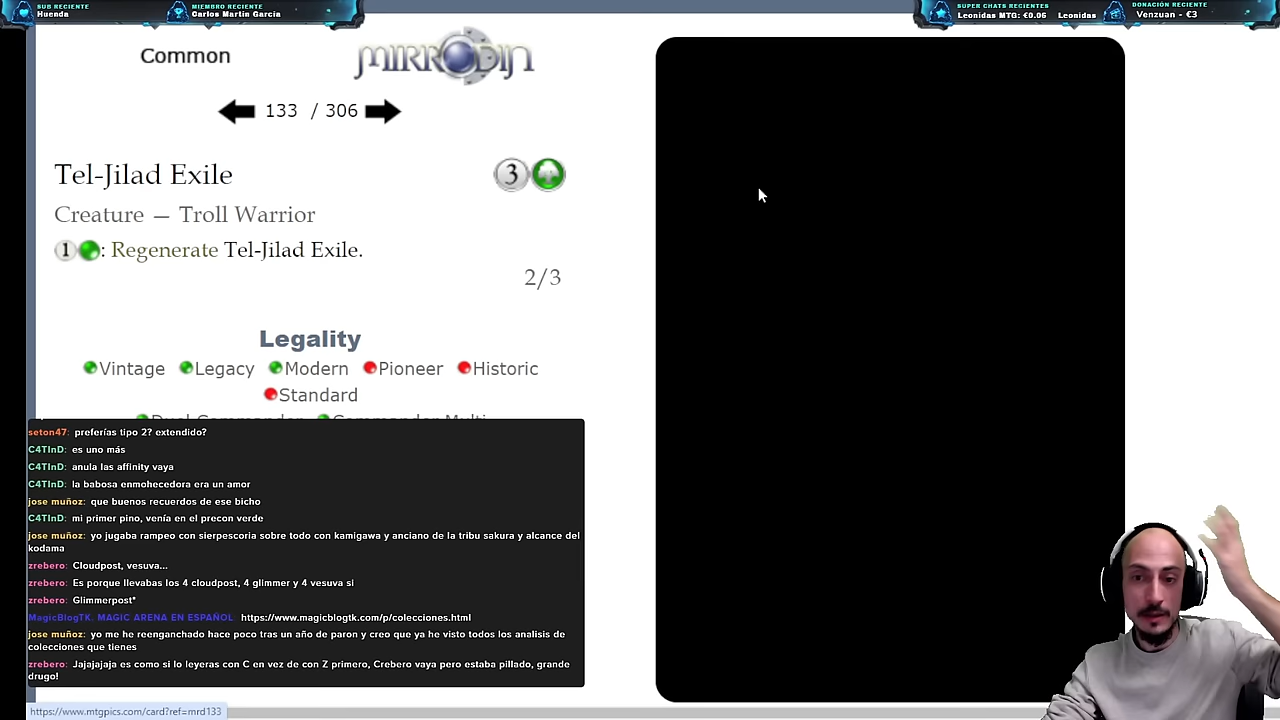 SUB RECIENTE
Huenda
MIEMBRO RECIENTE
Carlos Martin Garcia
SUPER CHATS RECIENTES
Leonidas MTG: €0.06 Leonidas
DONACIÓN RECIENTE
Venzuan - €3
Common
MIRRODIN
133 / 306
Tel-Jilad Exile
3
Creature — Troll Warrior
1 : Regenerate Tel-Jilad Exile.
2/3
Legality
Vintage Legacy Modern Pioneer Historic
Standard
Dual Commander Commander Multi
seton47: preferías tipo 2? extendido?
C4TInD: es uno más
C4TInD: anula las affinity vaya
C4TInD: la babosa enmohecedora era un amor
jose muñoz: que buenos recuerdos de ese bicho
C4TInD: mi primer pino, venía en el precon verde
jose muñoz: yo jugaba rampeo con sierpescoria sobre todo con kamigawa y anciano de la tribu sakura y alcance del
kodama
zrebero: Cloudpost, vesuva...
zrebero: Es porque llevabas los 4 cloudpost, 4 glimmer y 4 vesuva si
zrebero: Glimmerpost*
MagicBlogTK. MAGIC ARENA EN ESPAÑOL https://www.magicblogtk.com/p/colecciones.html
jose muñoz: yo me he reenganchado hace poco tras un año de paron y creo que ya he visto todos los analisis de
colecciones que tienes
zrebero: Jajajajaja es como si lo leyeras con C en vez de con Z primero, Crebero vaya pero estaba pillado, grande
drugo!
https://www.mtgpics.com/card?ref=mrd133